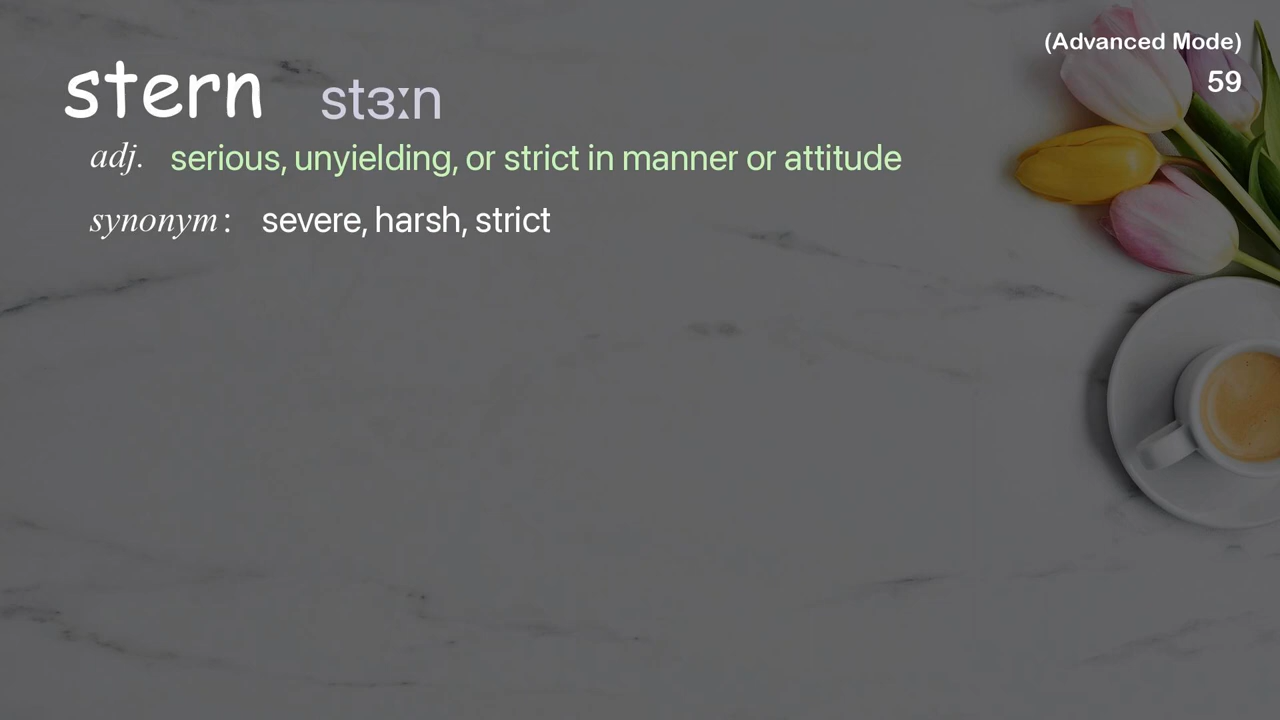 (Advanced Mode)
59
stern stɜːn
adj. serious, unyielding, or strict in manner or attitude
synonym: severe, harsh, strict